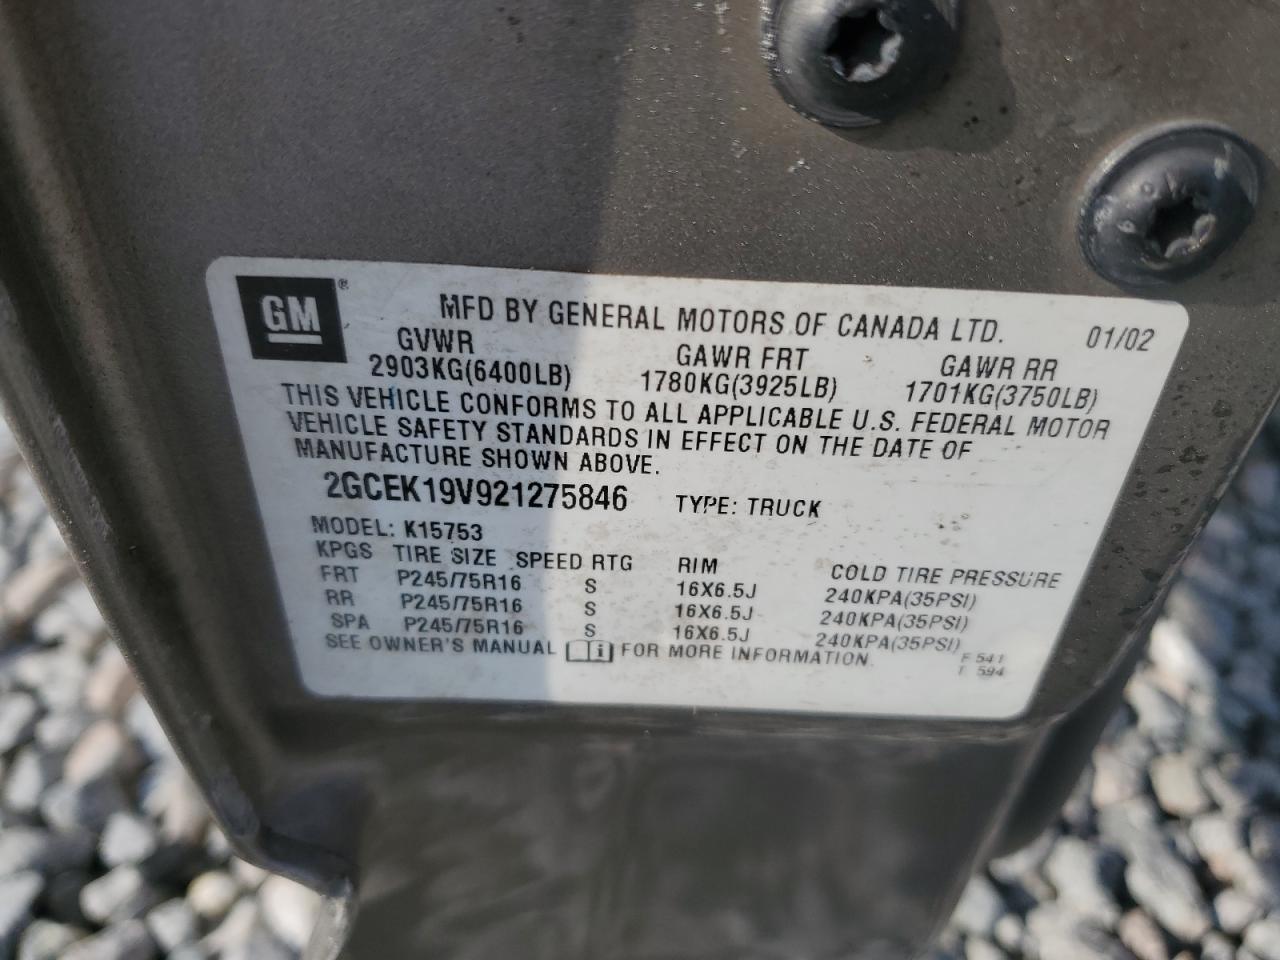 GM®
MFD BY GENERAL MOTORS OF CANADA LTD. 01/02
GVWR GAWR FRT GAWR RR
2903KG(6400LB) 1780KG(3925LB) 1701KG(3750LB)
THIS VEHICLE CONFORMS TO ALL APPLICABLE U.S. FEDERAL MOTOR
VEHICLE SAFETY STANDARDS IN EFFECT ON THE DATE OF
MANUFACTURE SHOWN ABOVE.
2GCEK19V921275846 TYPE: TRUCK
MODEL: K15753
KPGS TIRE SIZE SPEED RTG RIM COLD TIRE PRESSURE
FRT P245/75R16 S 16X6.5J 240KPA(35PSI)
RR P245/75R16 S 16X6.5J 240KPA(35PSI)
SPA P245/75R16 S 16X6.5J 240KPA(35PSI)
SEE OWNER'S MANUAL i FOR MORE INFORMATION.
F 541
T 594